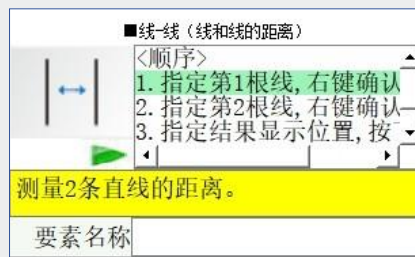 ■线-线（线和线的距离）
<顺序>
1. 指定第1根线,右键确认
2. 指定第2根线,右键确认
3. 指定结果显示位置,按
测量2条直线的距离。
要素名称